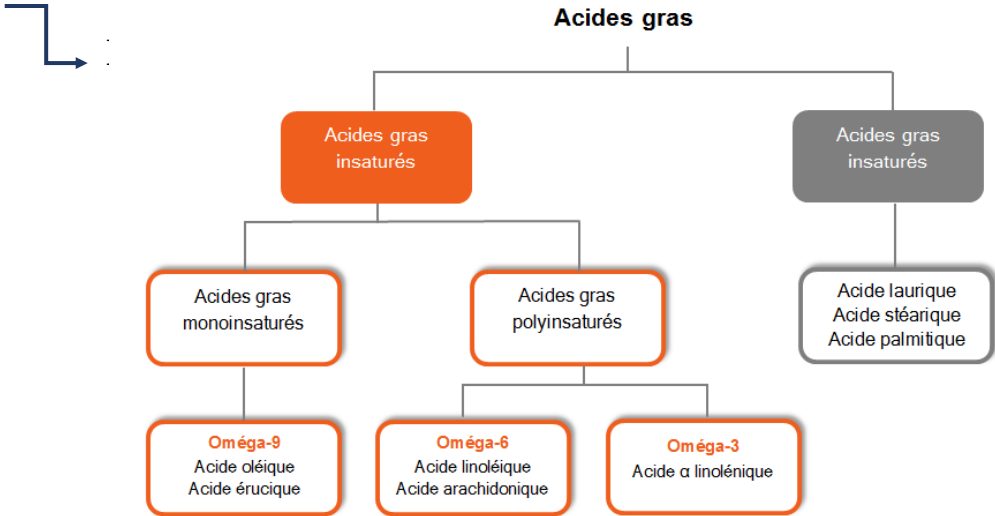 Acides gras
Acides gras
insaturés
Acides gras
insaturés
Acides gras
monoinsaturés
Acides gras
polyinsaturés
Acide laurique
Acide stéarique
Acide palmitique
Oméga-9
Acide oléique
Acide érucique
Oméga-6
Acide linoléique
Acide arachidonique
Oméga-3
Acide α linolénique